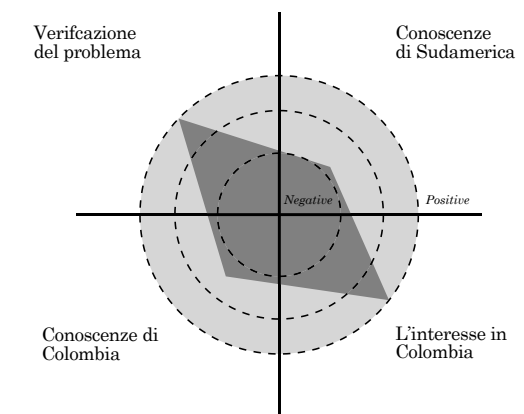 Verifcazione
del problema
Conoscenze
di Sudamerica
Negative
Positive
Conoscenze di
Colombia
L'interesse in
Colombia